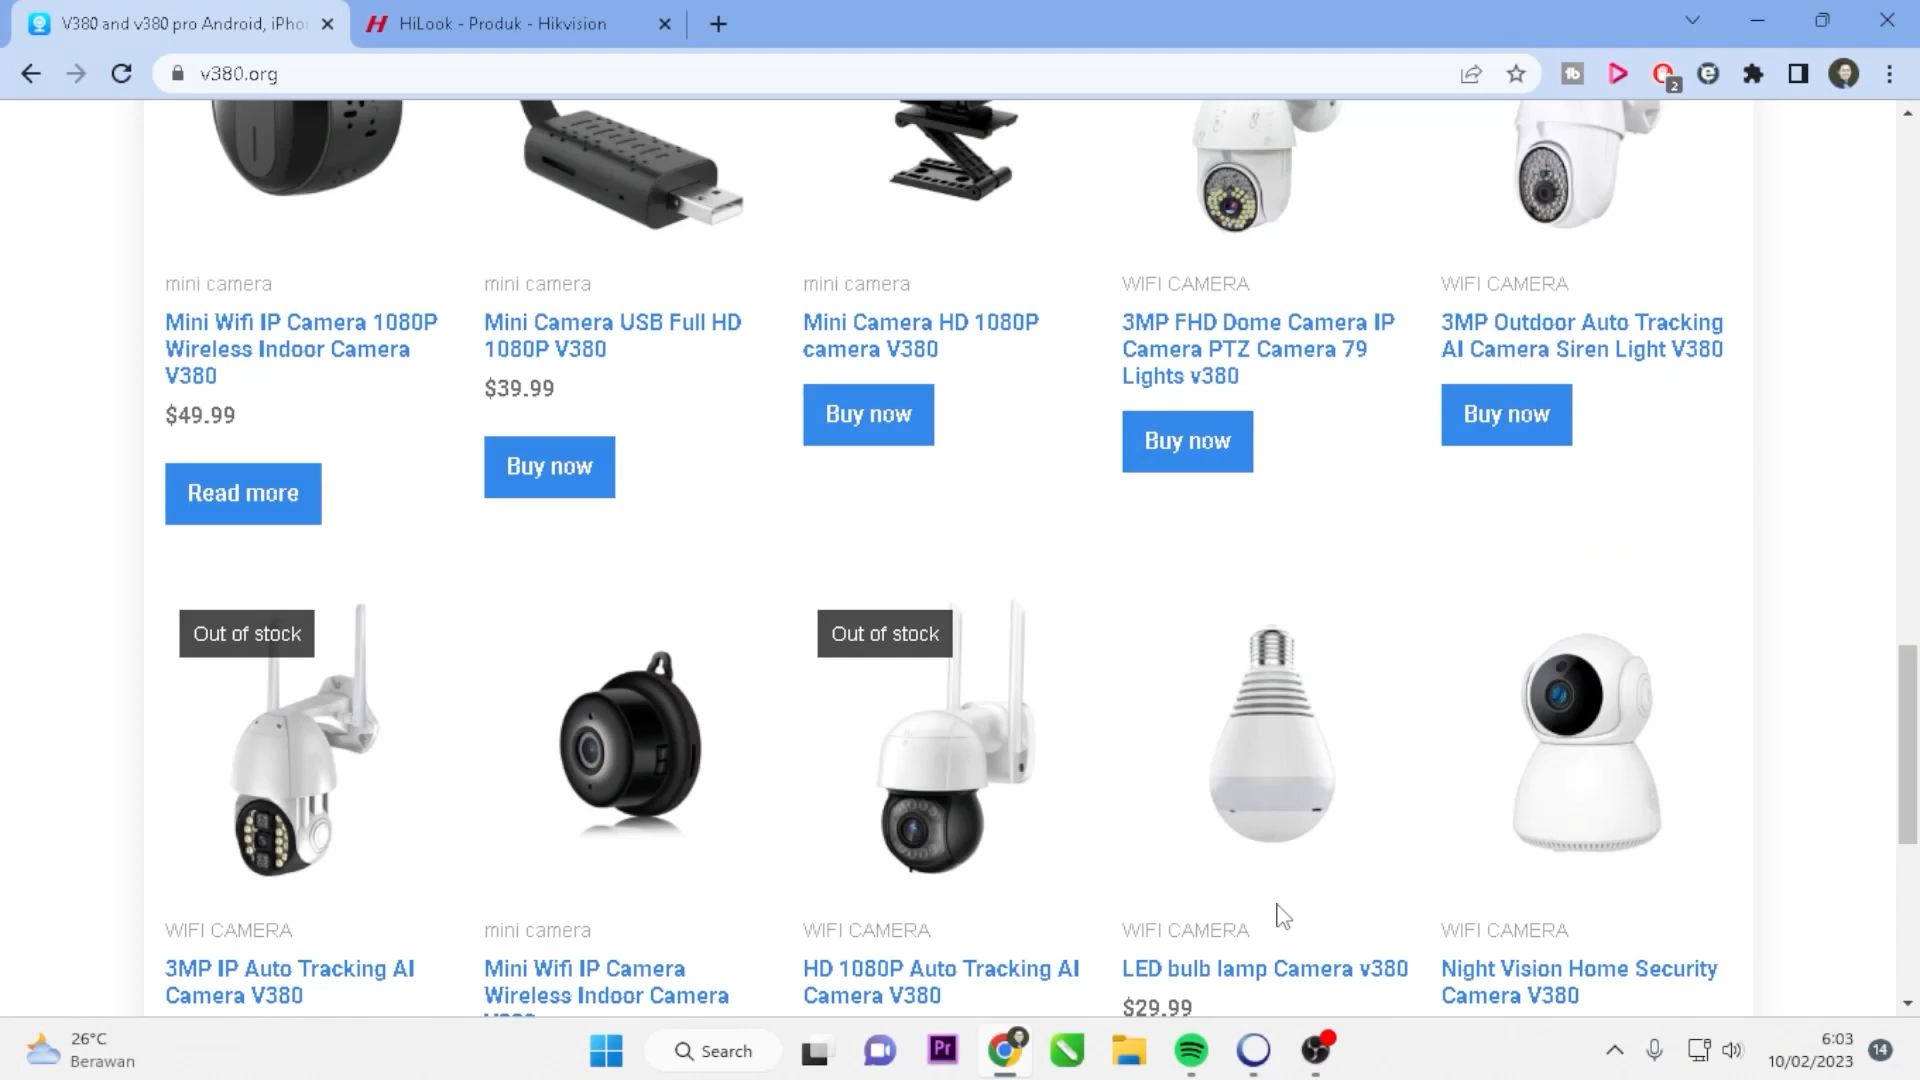 V380 and v380 pro Android, iPho
HiLook - Produk - Hikvision
v380.org
2
mini camera
Mini Wifi IP Camera 1080P
Wireless Indoor Camera
V380
$49.99
Read more
mini camera
Mini Camera USB Full HD
1080P V380
$39.99
Buy now
mini camera
Mini Camera HD 1080P
camera V380
Buy now
WIFI CAMERA
3MP FHD Dome Camera IP
Camera PTZ Camera 79
Lights v380
Buy now
WIFI CAMERA
3MP Outdoor Auto Tracking
AI Camera Siren Light V380
Buy now
Out of stock
WIFI CAMERA
3MP IP Auto Tracking AI
Camera V380
mini camera
Mini Wifi IP Camera
Wireless Indoor Camera
V380
Out of stock
WIFI CAMERA
HD 1080P Auto Tracking AI
Camera V380
WIFI CAMERA
LED bulb lamp Camera v380
$29.99
WIFI CAMERA
Night Vision Home Security
Camera V380
26°C
Berawan
Search
Pr
6:03
10/02/2023
14